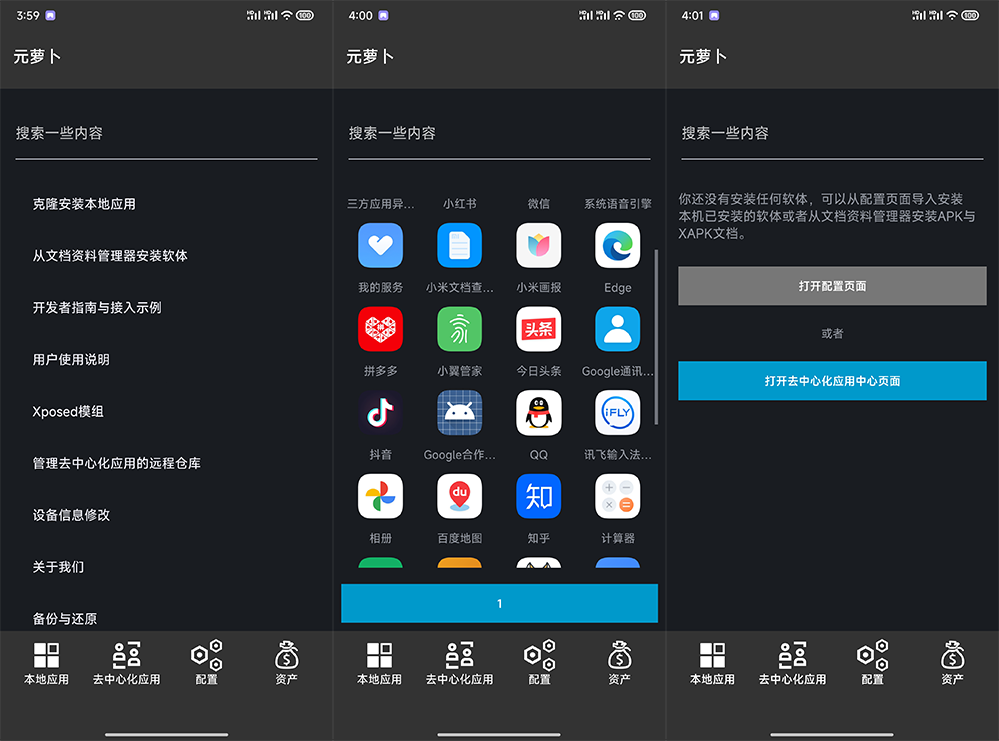 3:59
100
元萝卜
搜索一些内容
克隆安装本地应用
从文档资料管理器安装软体
开发者指南与接入示例
用户使用说明
Xposed模组
管理去中心化应用的远程仓库
设备信息修改
关于我们
备份与还原
本地应用 去中心化应用 配置 资产
4:00
100
元萝卜
搜索一些内容
三方应用异... 小红书 微信 系统语音引擎
我的服务 小米文档查... 小米画报 Edge
拼
头条
拼多多 小翼管家 今日头条 Google通讯...
iFLY
抖音 Google合作... QQ 讯飞输入法...
du 知
相册 百度地图 知乎 计算器
1
本地应用 去中心化应用 配置 资产
4:01
100
元萝卜
搜索一些内容
你还没有安装任何软体，可以从配置页面导入安装
本机已安装的软体或者从文档资料管理器安装APK与
XAPK文档。
打开配置页面
或者
打开去中心化应用中心页面
本地应用 去中心化应用 配置 资产